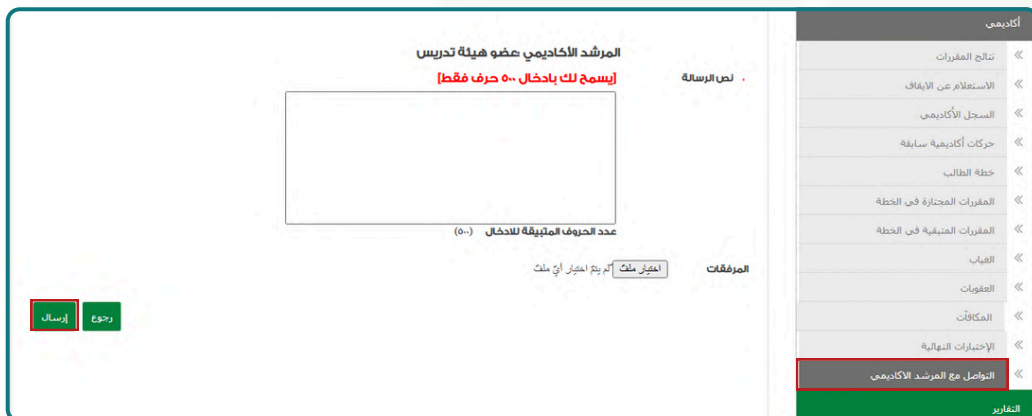 أكاديمي
نتائج المقررات
الاستعلام عن الايقاف
السجل الأكاديمي
حركات أكاديمية سابقة
خطة الطالب
المقررات المجتازة في الخطة
المقررات المتبقية في الخطة
الغياب
العقوبات
المكافآت
الإختبارات النهائية
التواصل مع المرشد الاكاديمي
التقارير
المرشد الأكاديمي عضو هيئة تدريس
[يسمح لك بادخال ٥٠٠ حرف فقط]
نص الرسالة
عدد الحروف المتبيقة للادخال (٥٠٠)
المرفقات اختيار ملفّ لم يتمّ اختيار أيّ ملفّ
رجوع إرسال